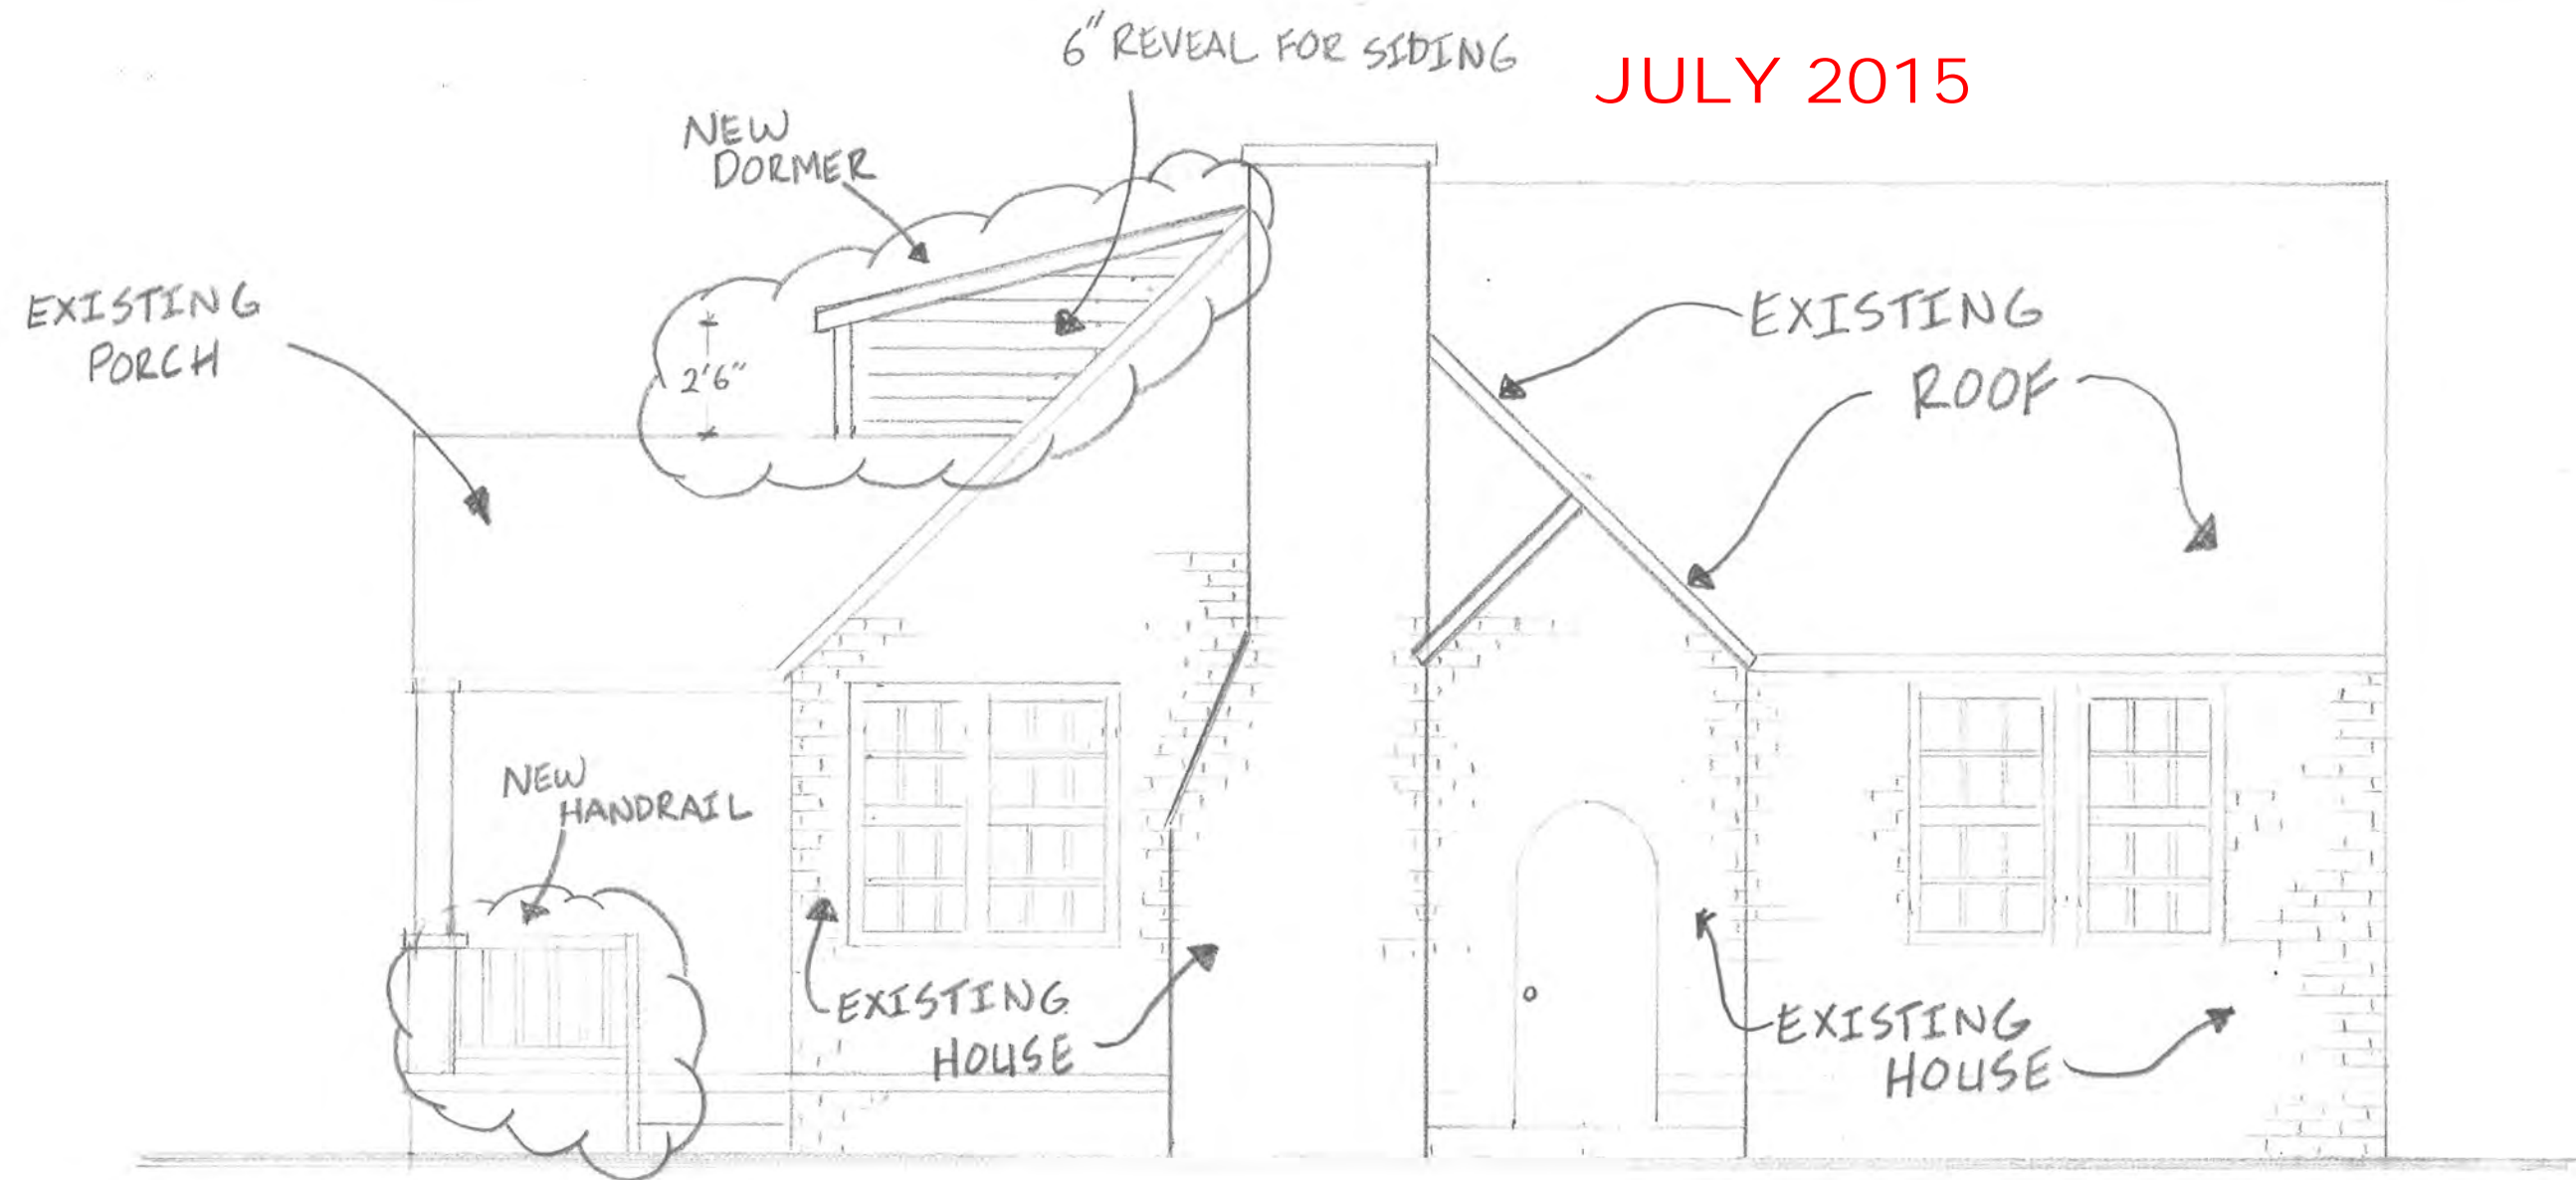 6" REVEAL FOR SIDING
JULY 2015
NEW
DORMER
EXISTING
PORCH
2'6"
EXISTING
ROOF
NEW
HANDRAIL
EXISTING
HOUSE
EXISTING
HOUSE